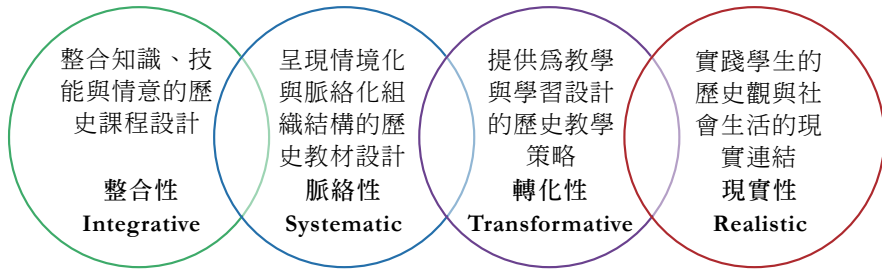 整合知識、技
能與情意的歷
史課程設計
整合性
Integrative
呈現情境化
與脈絡化組
織結構的歷
史教材設計
脈絡性
Systematic
提供爲教學
與學習設計
的歷史教學
策略
轉化性
Transformative
實踐學生的
歷史觀與社
會生活的現
實連結
現實性
Realistic